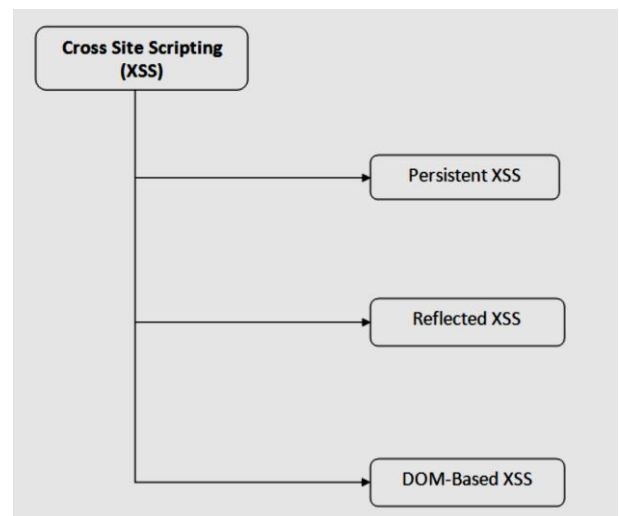 Cross Site Scripting
(XSS)
Persistent XSS
Reflected XSS
DOM-Based XSS